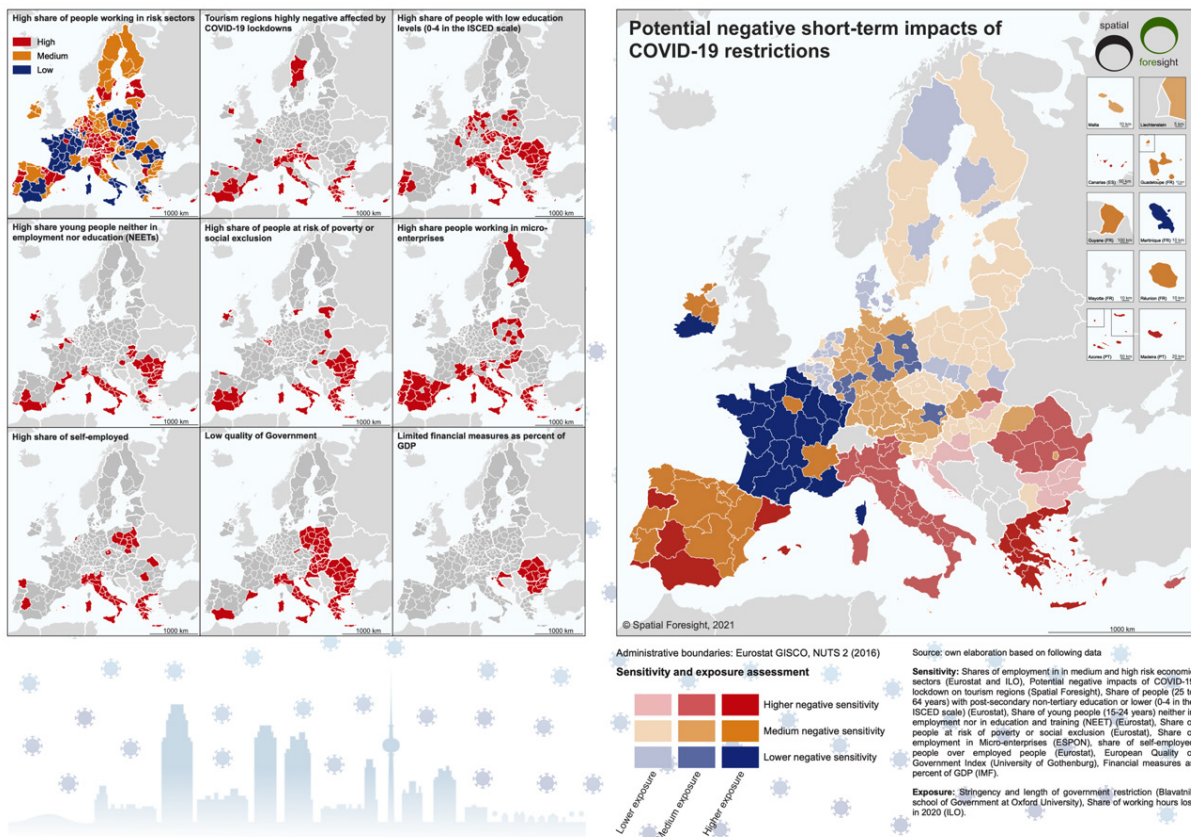 High share of people working in risk sectors
High
Medium
Low
Tourism regions highly negative affected by
COVID-19 lockdowns
High share of people with low education
levels (0-4 in the ISCED scale)
1000 km
1000 km
1000 km
High share young people neither in
employment nor education (NEETs)
High share of people at risk of poverty or
social exclusion
High share people working in micro-
enterprises
1000 km
1000 km
1000 km
High share of self-employed
Low quality of Government
Limited financial measures as percent of
GDP
1000 km
1000 km
1000 km
Potential negative short-term impacts of
COVID-19 restrictions
spatial
foresight
Malta
Liechtenstein
Canarias (ES)
Guadeloupe (FR)
Guyane (FR)
Martinique (FR)
Mayotte (FR)
Réunion (FR)
Azores (PT)
Madeira (PT)
© Spatial Foresight, 2021
1000 km
Administrative boundaries: Eurostat GISCO, NUTS 2 (2016)
Sensitivity and exposure assessment
Higher negative sensitivity
Medium negative sensitivity
Lower negative sensitivity
Lower exposure
Medium exposure
Higher exposure
Source: own elaboration based on following data
Sensitivity: Shares of employment in in medium and high risk economic
sectors (Eurostat and ILO), Potential negative impacts of COVID-19
lockdown on tourism regions (Spatial Foresight), Share of people (25 to
64 years) with post-secondary non-tertiary education or lower (0-4 in the
ISCED scale) (Eurostat), Share of young people (15-24 years) neither in
employment nor in education and training (NEET) (Eurostat), Share of
people at risk of poverty or social exclusion (Eurostat), Share of
employment in Micro-enterprises (ESPON), share of self-employed
people over employed people (Eurostat), European Quality of
Government Index (University of Gothenburg), Financial measures as
percent of GDP (IMF).
Exposure: Stringency and length of government restriction (Blavatnik
school of Government at Oxford University), Share of working hours lost
in 2020 (ILO).